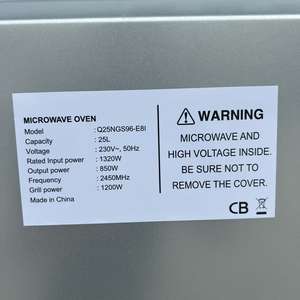 MICROWAVE OVEN
Model : Q25NGS96-E8I
Capacity : 25L
Voltage : 230V~, 50Hz
Rated Input power : 1320W
Output power : 850W
Frequency : 2450MHz
Grill power : 1200W
Made in China
WARNING
MICROWAVE AND
HIGH VOLTAGE INSIDE.
BE SURE NOT TO
REMOVE THE COVER.
CB CE